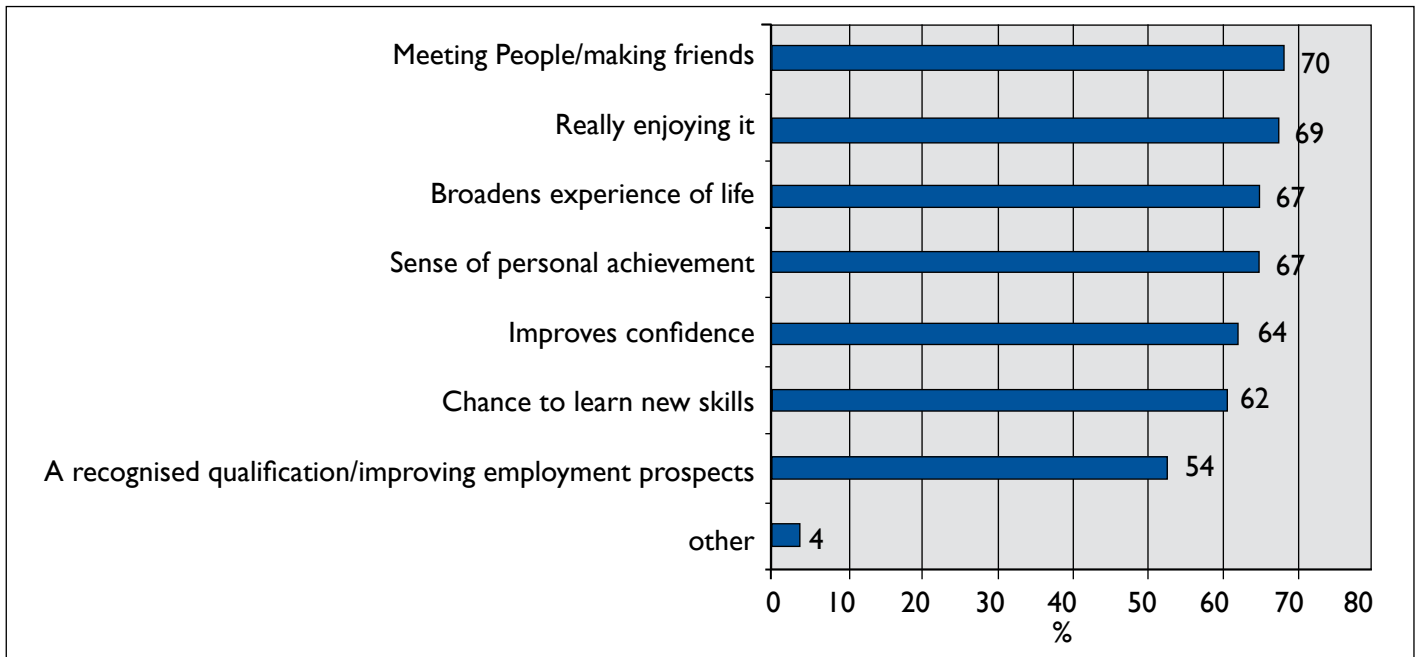 Meeting People/making friends
70
Really enjoying it
69
Broadens experience of life
67
Sense of personal achievement
67
Improves confidence
64
Chance to learn new skills
62
A recognised qualification/improving employment prospects
54
other
4
0 10 20 30 40 50 60 70 80
%